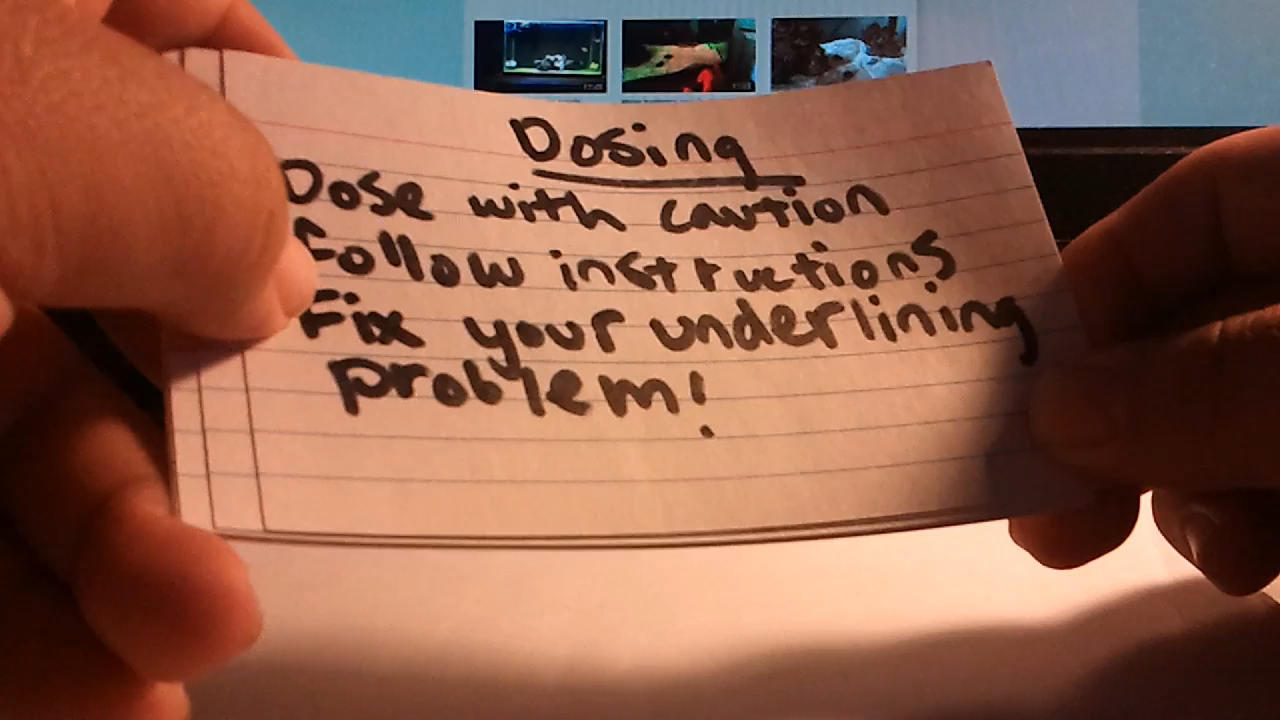 Dosing
Dose with caution
Follow instructions
Fix your underlining
problem!